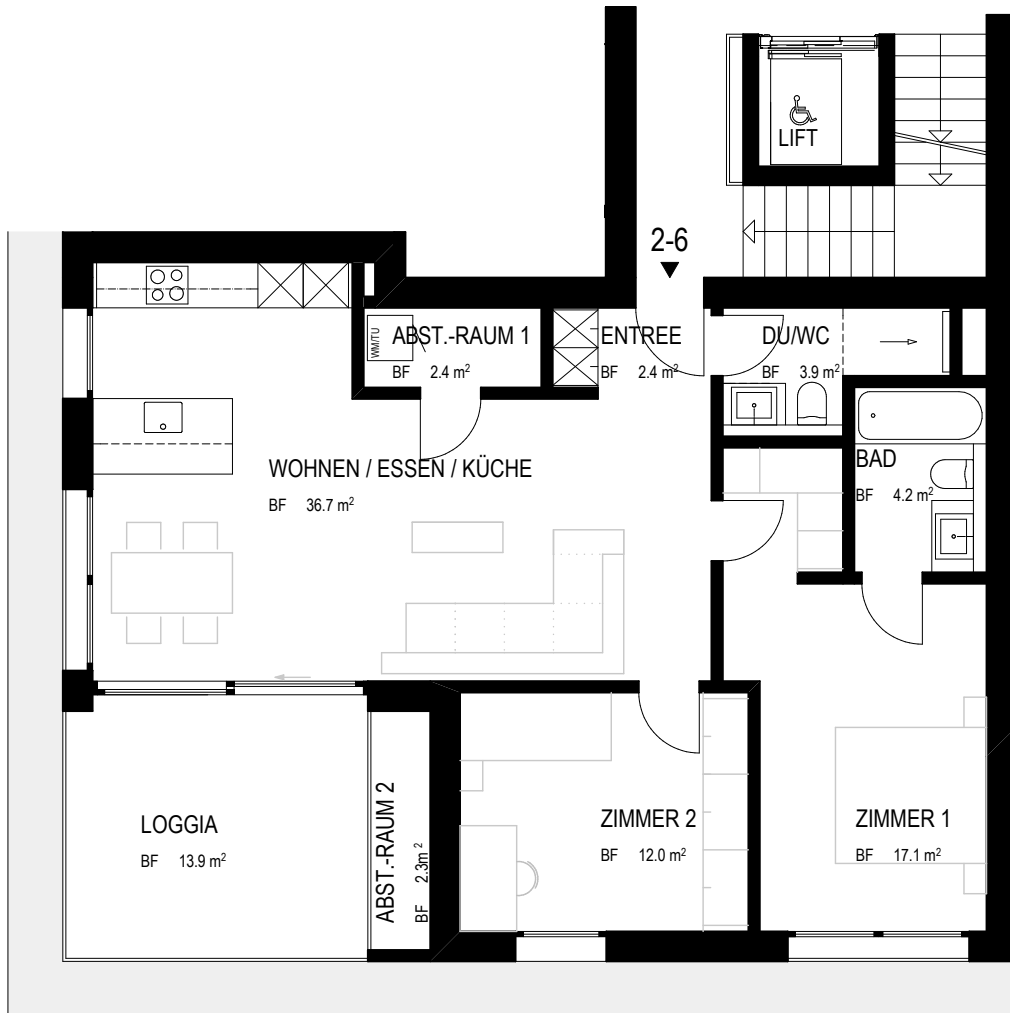 LIFT
2-6
WM/TU
ABST.-RAUM 1
BF 2.4 m²
ENTREE
BF 2.4 m²
DU/WC
BF 3.9 m²
WOHNEN / ESSEN / KÜCHE
BF 36.7 m²
BAD
BF 4.2 m²
LOGGIA
BF 13.9 m²
ABST.-RAUM 2
BF 2.3m²
ZIMMER 2
BF 12.0 m²
ZIMMER 1
BF 17.1 m²